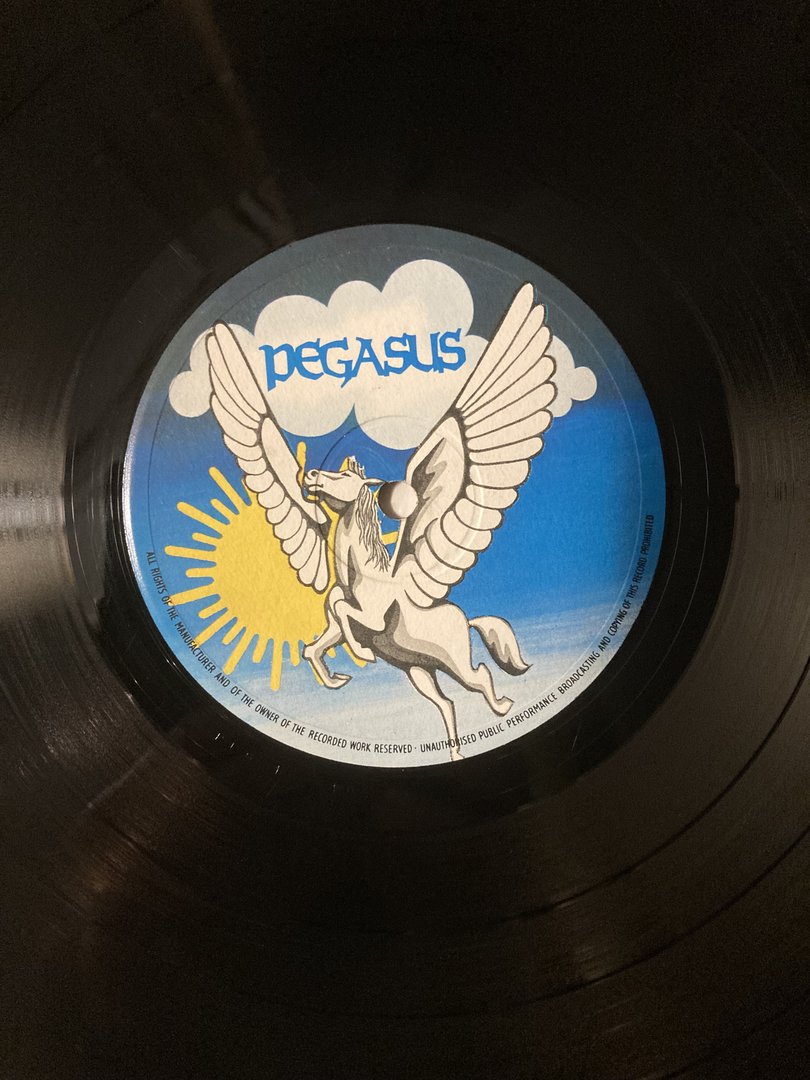 PEGASUS
ALL RIGHTS OF THE MANUFACTURER AND OF THE OWNER OF THE RECORDED WORK RESERVED · UNAUTHORISED PUBLIC PERFORMANCE BROADCASTING AND COPYING OF THIS RECORD PROHIBITED